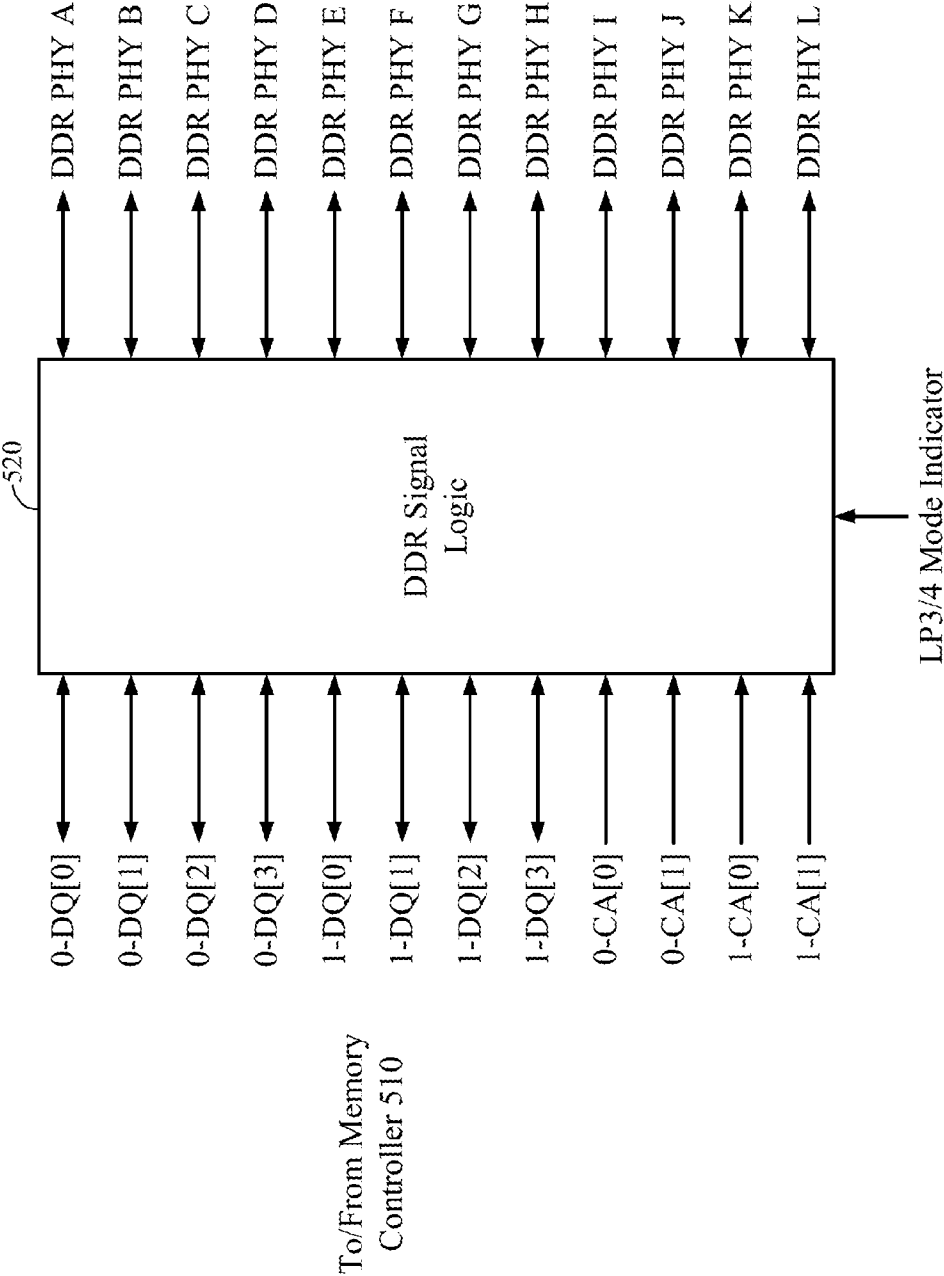 520
To/From Memory
Controller 510
0-DQ[0]
0-DQ[1]
0-DQ[2]
0-DQ[3]
1-DQ[0]
1-DQ[1]
1-DQ[2]
1-DQ[3]
0-CA[0]
0-CA[1]
1-CA[0]
1-CA[1]
DDR Signal
Logic
DDR PHY A
DDR PHY B
DDR PHY C
DDR PHY D
DDR PHY E
DDR PHY F
DDR PHY G
DDR PHY H
DDR PHY I
DDR PHY J
DDR PHY K
DDR PHY L
LP3/4 Mode Indicator